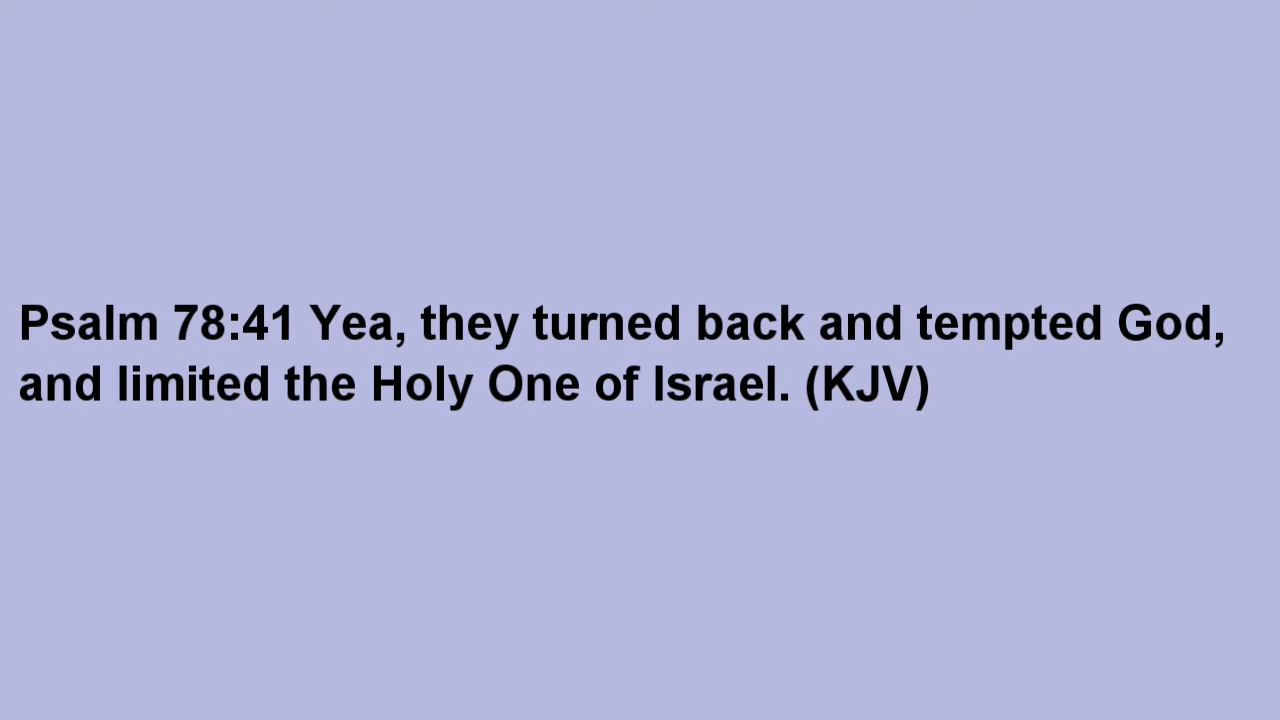 Psalm 78:41 Yea, they turned back and tempted God,
and limited the Holy One of Israel. (KJV)